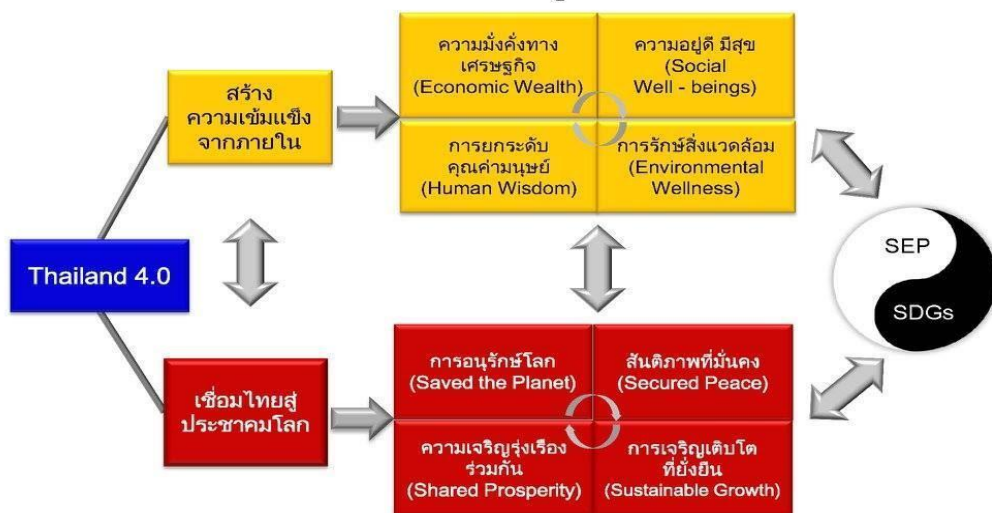 ความมั่งคั่งทาง
เศรษฐกิจ
(Economic Wealth)
ความอยู่ดี มีสุข
(Social
Well - beings)
สร้าง
ความเข้มแข็ง
จากภายใน
การยกระดับ
คุณค่ามนุษย์
(Human Wisdom)
การรักษ์สิ่งแวดล้อม
(Environmental
Wellness)
Thailand 4.0
SEP
SDGs
เชื่อมไทยสู่
ประชาคมโลก
การอนุรักษ์โลก
(Saved the Planet)
สันติภาพที่มั่นคง
(Secured Peace)
ความเจริญรุ่งเรือง
ร่วมกัน
(Shared Prosperity)
การเจริญเติบโต
ที่ยั่งยืน
(Sustainable Growth)